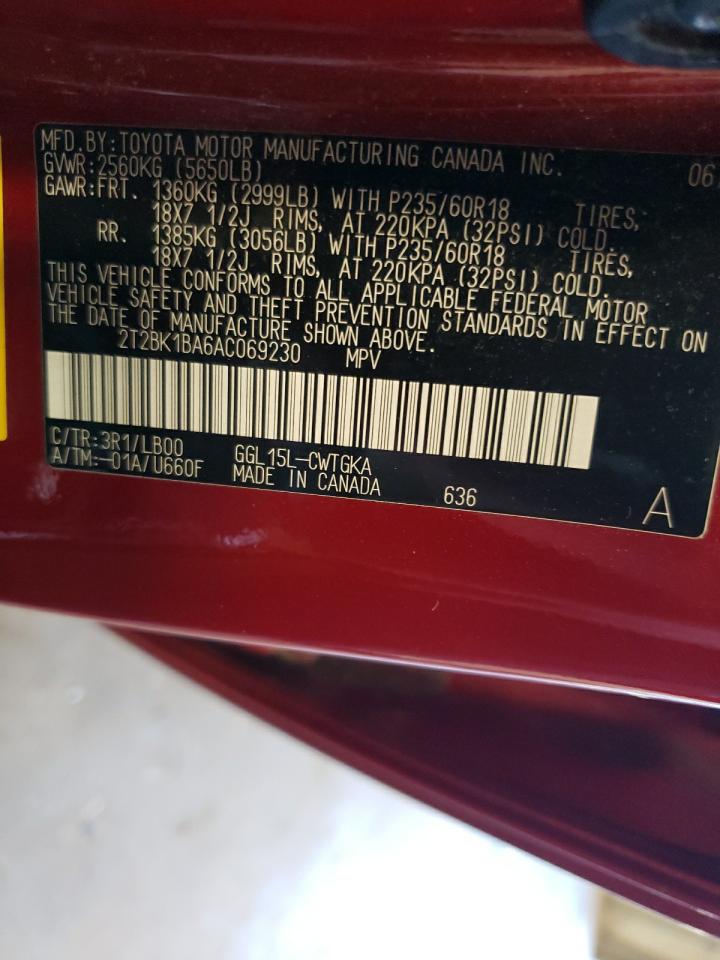 MFD.BY:TOYOTA MOTOR MANUFACTURING CANADA INC. 06
GVWR:2560KG (5650LB)
GAWR:FRT. 1360KG (2999LB) WITH P235/60R18 TIRES,
18X7 1/2J RIMS, AT 220KPA (32PSI) COLD.
RR. 1385KG (3056LB) WITH P235/60R18 TIRES,
18X7 1/2J RIMS, AT 220KPA (32PSI) COLD.
THIS VEHICLE CONFORMS TO ALL APPLICABLE FEDERAL MOTOR
VEHICLE SAFETY AND THEFT PREVENTION STANDARDS IN EFFECT ON
THE DATE OF MANUFACTURE SHOWN ABOVE.
2T2BK1BA6AC069230 MPV
C/TR:3R1/LB00 GGL15L-CWTGKA
A/TM:-01A/U660F MADE IN CANADA 636 A